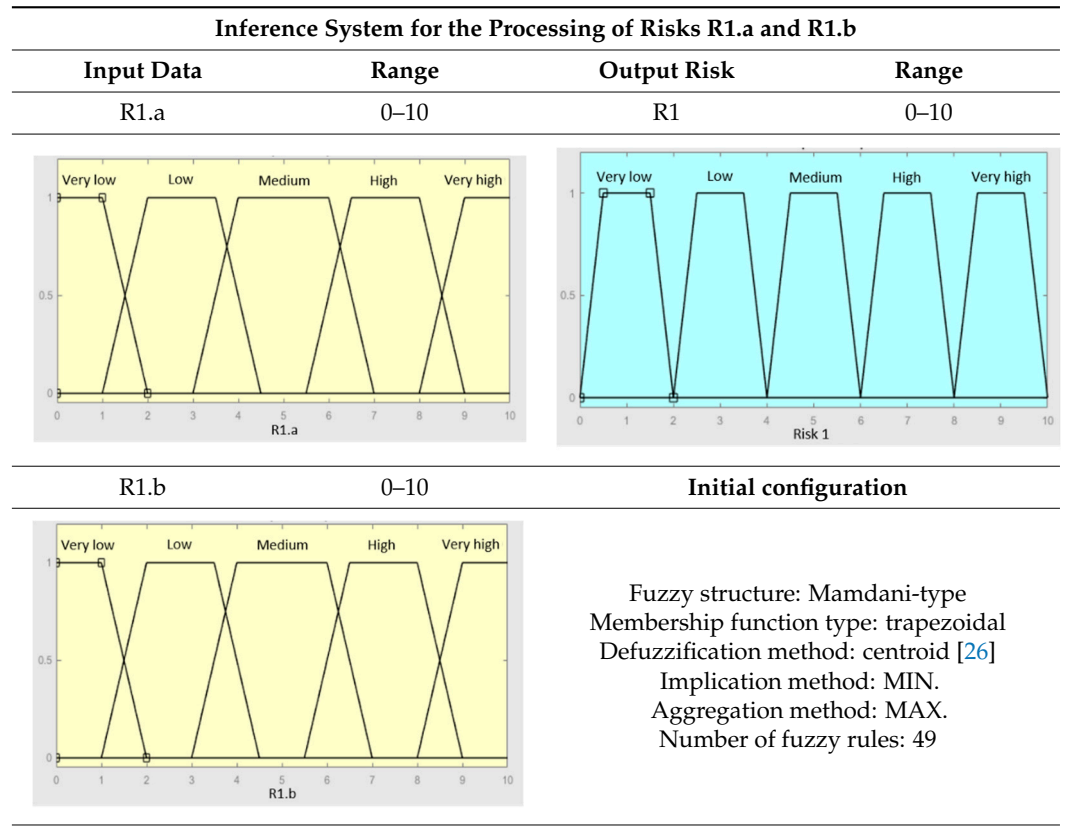 Inference System for the Processing of Risks R1.a and R1.b
Input Data Range Output Risk Range
R1.a 0–10 R1 0–10
Very low Low Medium High Very high
1
0.5
0
0 1 2 3 4 5 6 7 8 9 10
R1.a
Very low Low Medium High Very high
1
0.5
0
0 1 2 3 4 5 6 7 8 9 10
Risk 1
R1.b 0–10 Initial configuration
Very low Low Medium High Very high
1
0.5
0
0 1 2 3 4 5 6 7 8 9 10
R1.b
Fuzzy structure: Mamdani-type
Membership function type: trapezoidal
Defuzzification method: centroid [26]
Implication method: MIN.
Aggregation method: MAX.
Number of fuzzy rules: 49